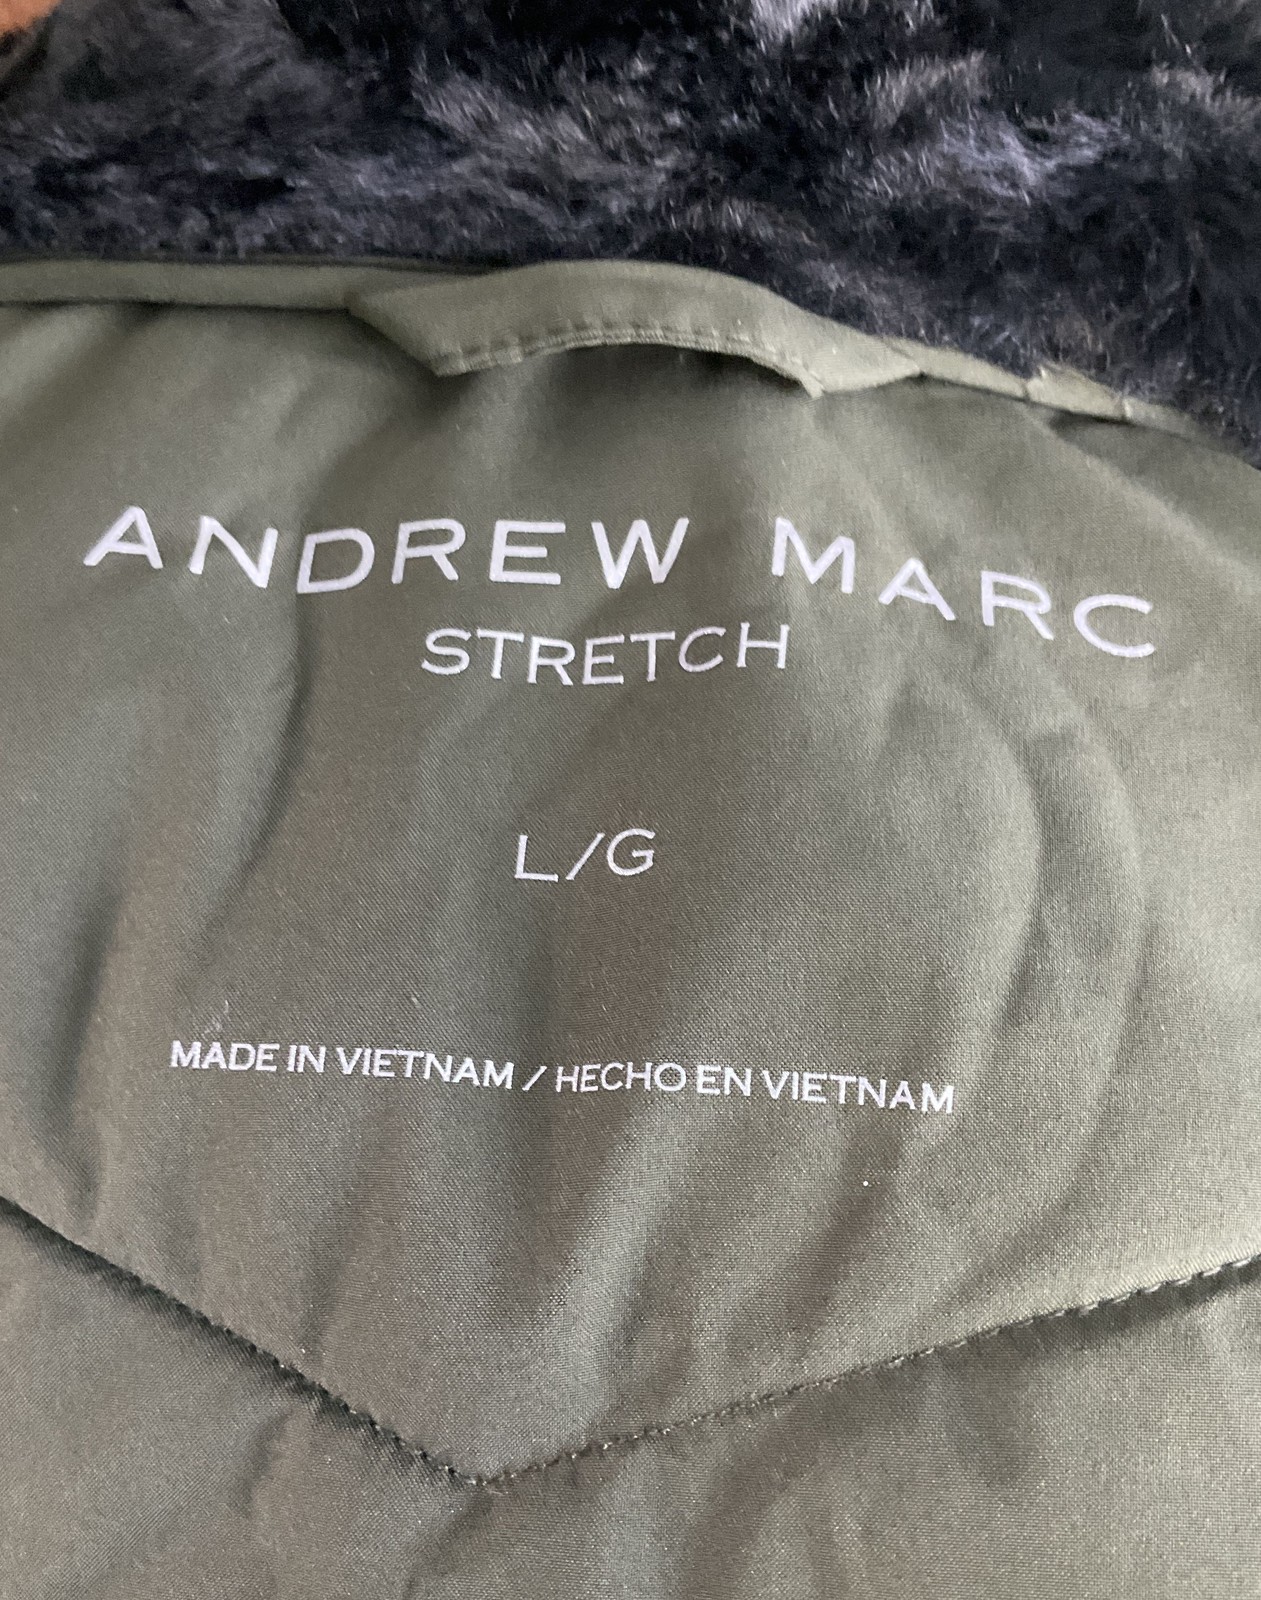 ANDREW MARC
STRETCH
L/G
MADE IN VIETNAM / HECHO EN VIETNAM